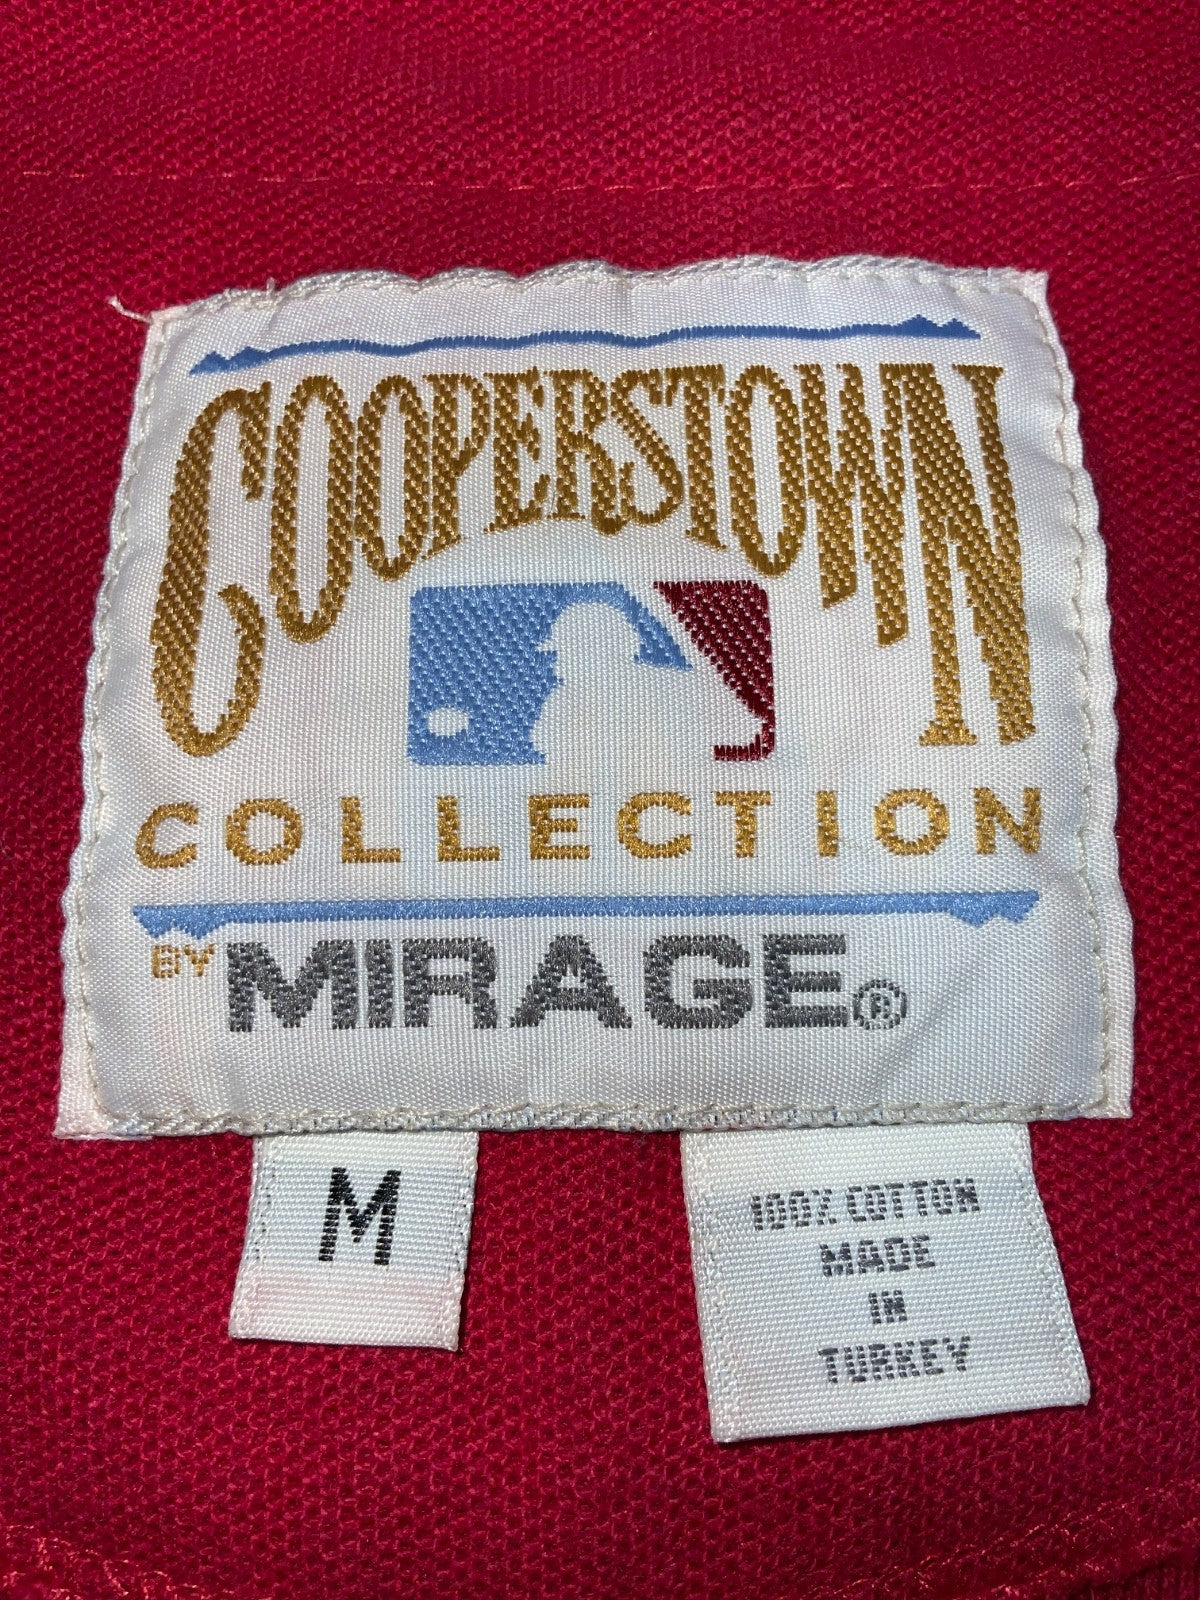 COOPERSTOWN
COLLECTION
BY MIRAGE®
M
100% COTTON
MADE
IN
TURKEY